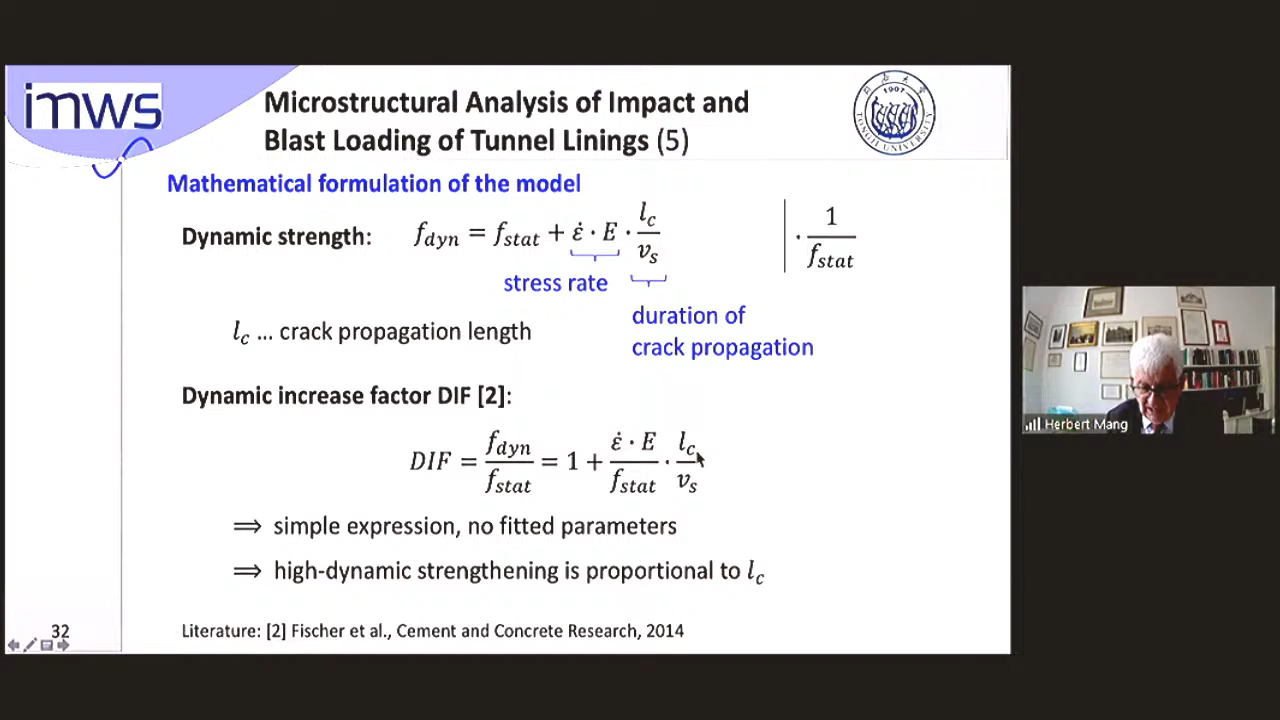 imws
Microstructural Analysis of Impact and
Blast Loading of Tunnel Linings (5)
1907
TONGJI UNIVERSITY
Mathematical formulation of the model
Dynamic strength: f_dyn = f_stat + ε̇ · E · l_c / v_s | · 1 / f_stat
stress rate
duration of
crack propagation
l_c ... crack propagation length
Dynamic increase factor DIF [2]:
DIF = f_dyn / f_stat = 1 + ε̇ · E / f_stat · l_c / v_s
⟹ simple expression, no fitted parameters
⟹ high-dynamic strengthening is proportional to l_c
32
Literature: [2] Fischer et al., Cement and Concrete Research, 2014
Herbert Mang